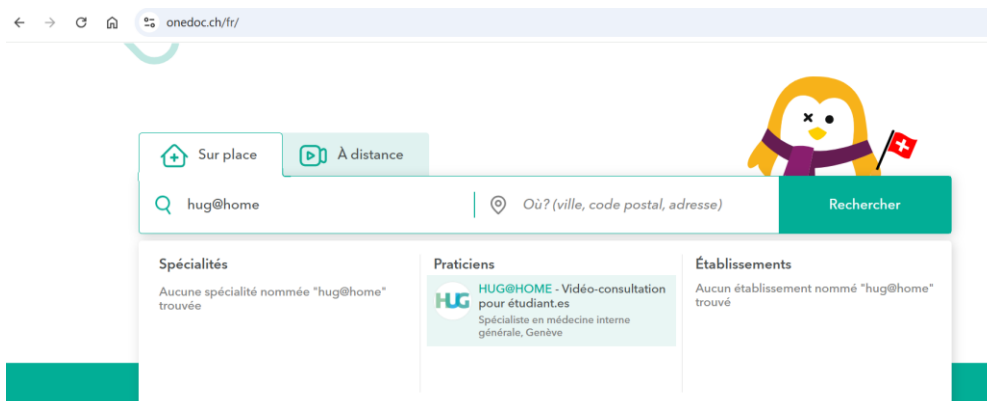 onedoc.ch/fr/
Sur place
À distance
hug@home
Où? (ville, code postal, adresse)
Rechercher
Spécialités
Aucune spécialité nommée "hug@home"
trouvée
Praticiens
HUG
HUG@HOME - Vidéo-consultation
pour étudiant.es
Spécialiste en médecine interne
générale, Genève
Établissements
Aucun établissement nommé "hug@home"
trouvé